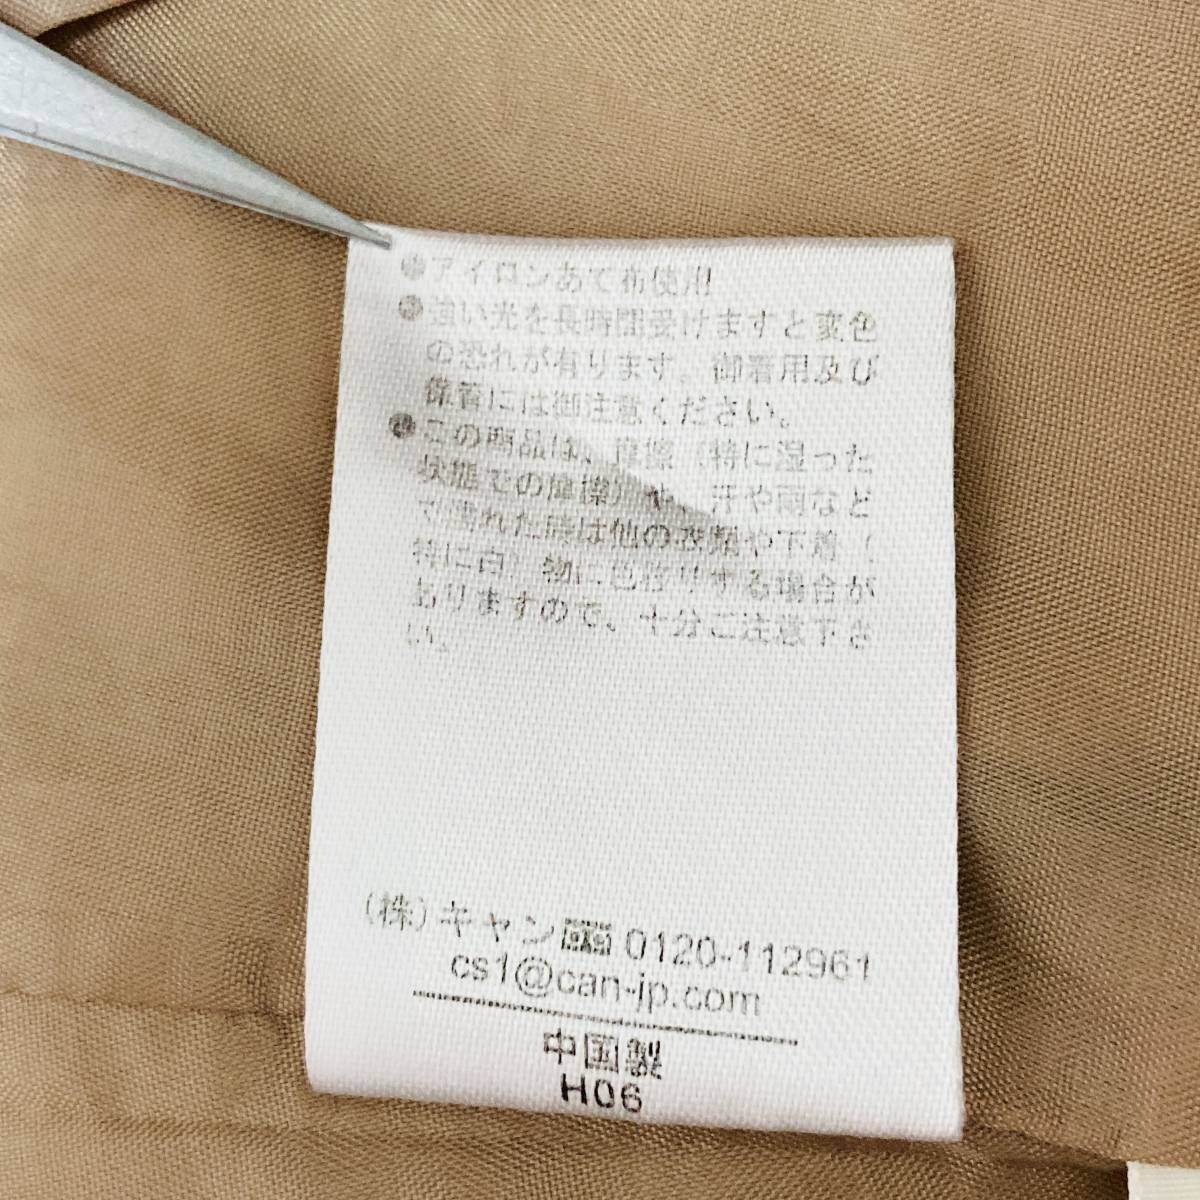 ●アイロンあて布使用
●強い光を長時間受けますと変色
の恐れが有ります。御着用及び
保管には御注意ください。
●この商品は、摩擦(特に湿った
状態での摩擦)や、汗や雨など
で濡れた時は他の衣類や下着(
特に白)物に色移りする場合が
ありますので、十分ご注意下さ
い。
(株)キャン 0120-112961
cs1@can-jp.com
中国製
H06